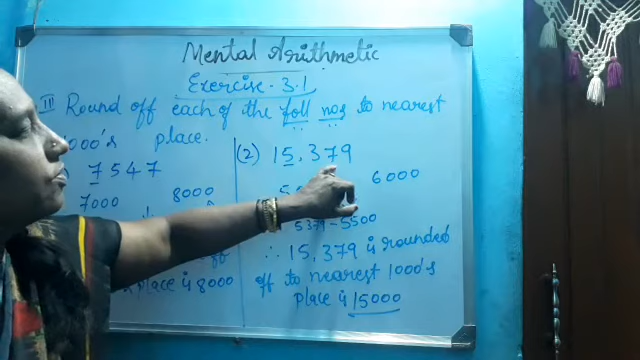 Mental Arithmetic
Exercise - 3.1
III Round off each of the foll nos to nearest
1000's place.
1) 7547
7000 8000
place is 8000
(2) 15,379
6000
5379 - 5500
∴ 15,379 is rounded
off to nearest 1000's
place is 15000